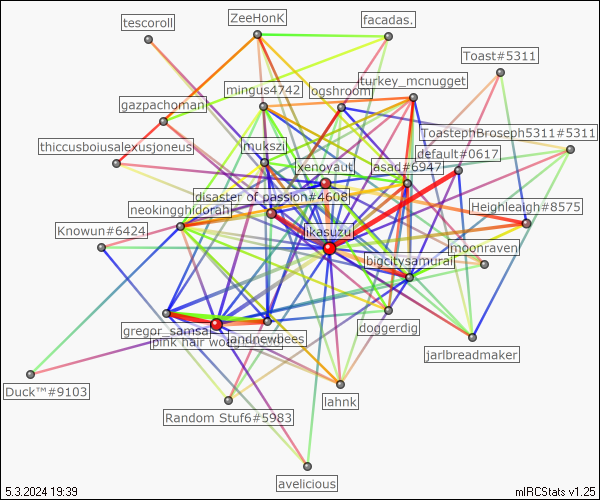 tescoroll
ZeeHonK
facadas.
Toast#5311
turkey_mcnugget
mingus4742
ogshroom
gazpachoman
ToastephBroseph5311#5311
thiccusboiusalexusjoneus
mukszi
default#0617
xenoyaut
asad#6947
disaster of passion#4608
neokingghidorah
Heighleaigh#8575
Knowun#6424
ikasuzu
moonraven
bigcitysamurai
gregor_samsa
doggerdig
andnewbees
pink hair
jarlbreadmaker
Duck™#9103
lahnk
Random Stuf6#5983
avelicious
5.3.2024 19:39
mIRCStats v1.25